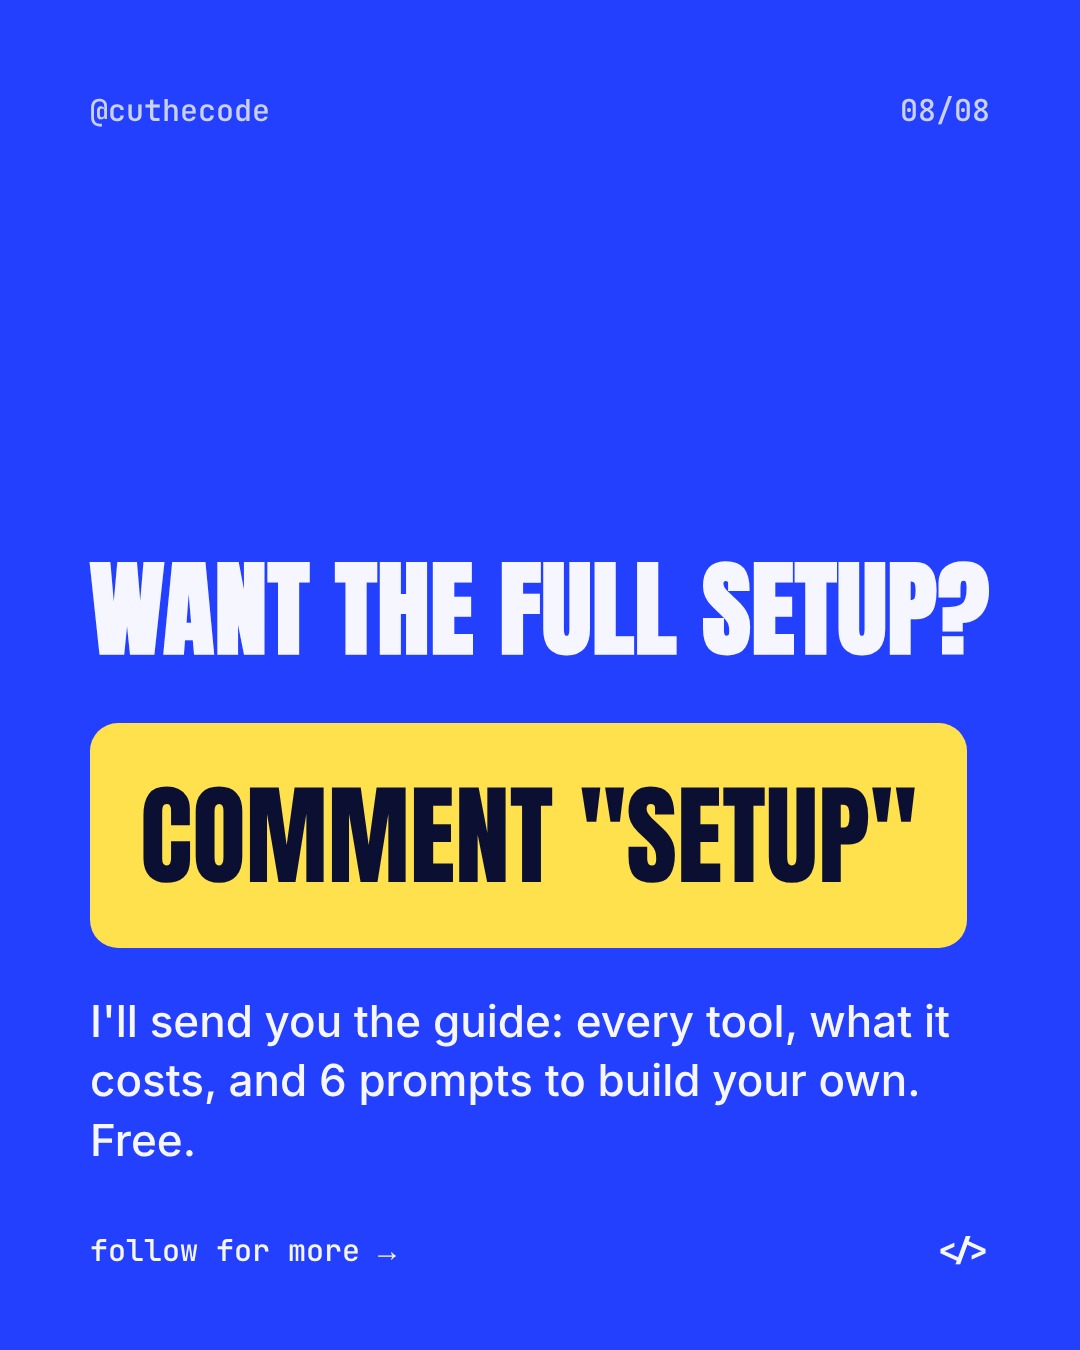 @cuthecode
08/08
WANT THE FULL SETUP?
COMMENT "SETUP"
I'll send you the guide: every tool, what it
costs, and 6 prompts to build your own.
Free.
follow for more →
</>